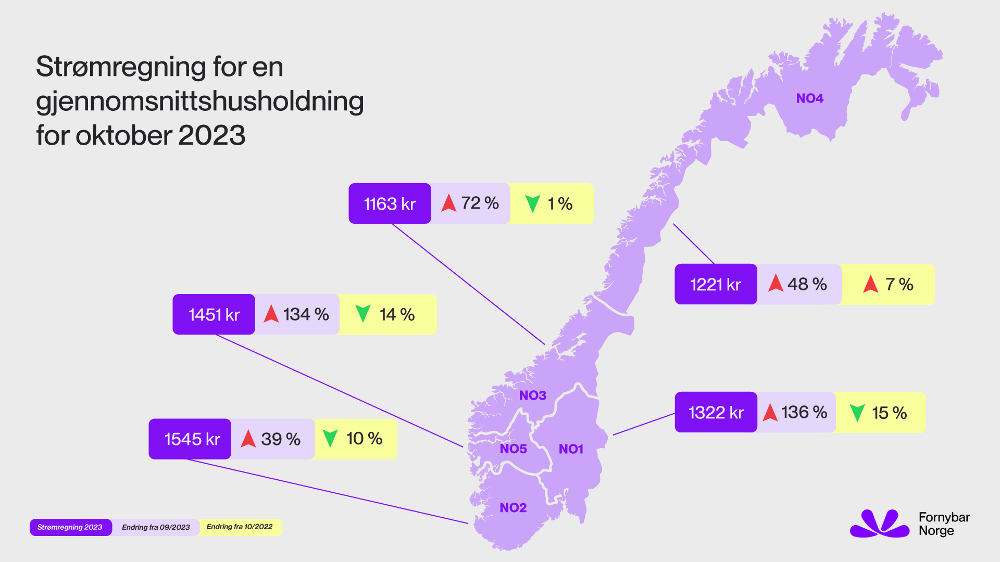 Strømregning for en
gjennomsnittshusholdning
for oktober 2023
NO4
1163 kr 72 % 1 %
1221 kr 48 % 7 %
1451 kr 134 % 14 %
NO3
1322 kr 136 % 15 %
1545 kr 39 % 10 %
NO5
NO1
NO2
Strømregning 2023 Endring fra 09/2023 Endring fra 10/2022
Fornybar
Norge